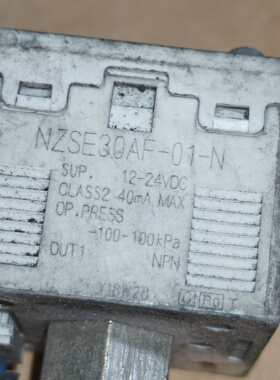 NZSE30AF-01-N
SUP. 12-24VDC
CLASS2 40mA MAX
OP.PRESS
-100-100kPa
OUT1 NPN